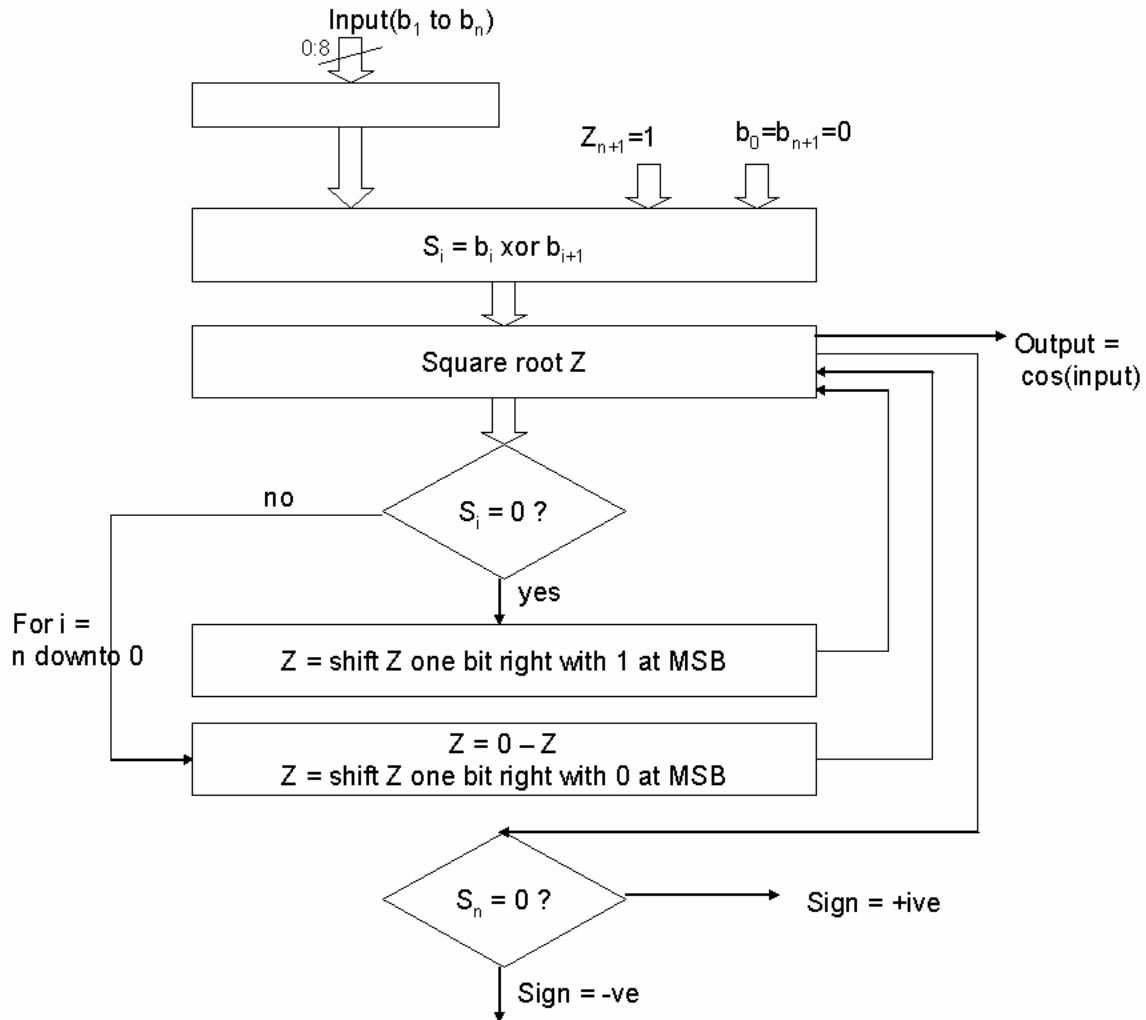 Input(b₁ to bₙ)
0:8
Zₙ₊₁=1
b₀=bₙ₊₁=0
Sᵢ = bᵢ xor bᵢ₊₁
Square root Z
Output =
cos(input)
Sᵢ = 0 ?
no
yes
For i =
n downto 0
Z = shift Z one bit right with 1 at MSB
Z = 0 – Z
Z = shift Z one bit right with 0 at MSB
Sₙ = 0 ?
Sign = +ive
Sign = -ve